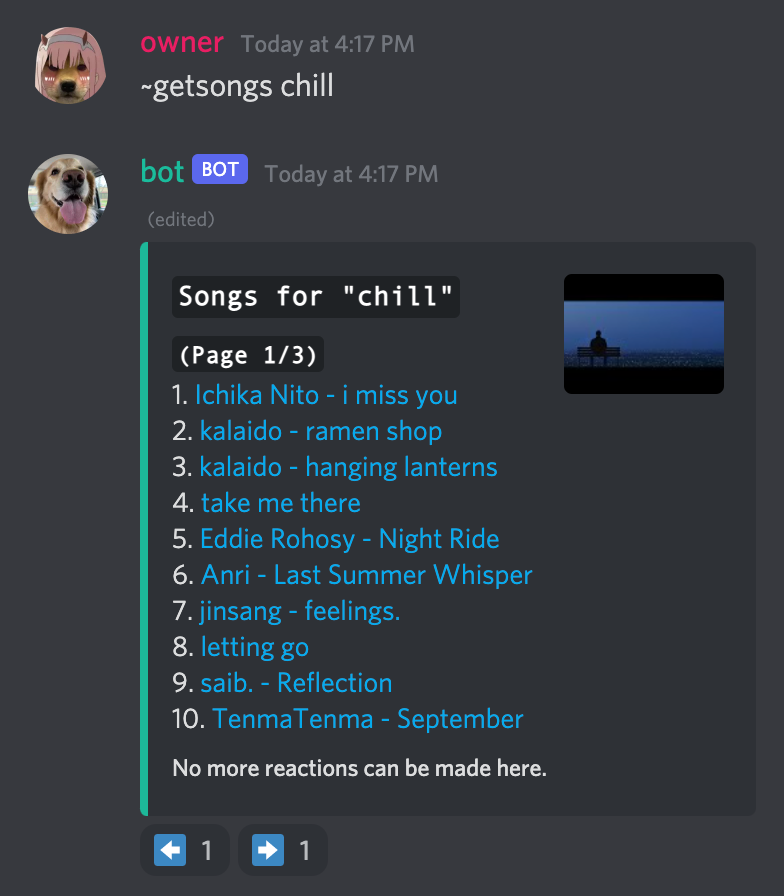 owner Today at 4:17 PM
~getsongs chill
bot BOT Today at 4:17 PM
(edited)
Songs for "chill"
(Page 1/3)
1. Ichika Nito - i miss you
2. kalaido - ramen shop
3. kalaido - hanging lanterns
4. take me there
5. Eddie Rohosy - Night Ride
6. Anri - Last Summer Whisper
7. jinsang - feelings.
8. letting go
9. saib. - Reflection
10. TenmaTenma - September
No more reactions can be made here.
1 1